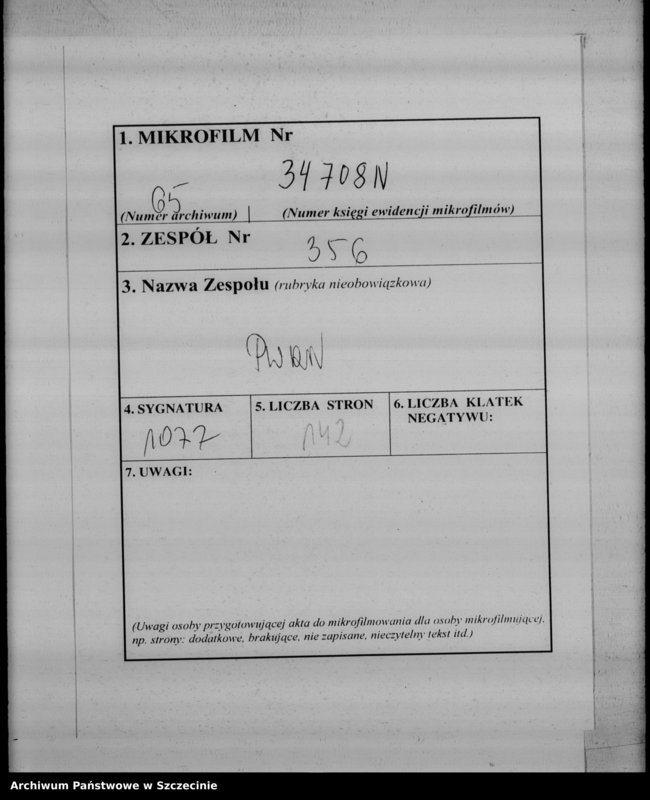 1. MIKROFILM Nr
34708N
65
(Numer archiwum) | (Numer księgi ewidencji mikrofilmów)
2. ZESPÓŁ Nr
356
3. Nazwa Zespołu (rubryka nieobowiązkowa)
PWRN
4. SYGNATURA
1077
5. LICZBA STRON
142
6. LICZBA KLATEK
NEGATYWU:
7. UWAGI:
(Uwagi osoby przygotowującej akta do mikrofilmowania dla osoby mikrofilmującej.
np. strony: dodatkowe, brakujące, nie zapisane, nieczytelny tekst itd.)
Archiwum Państwowe w Szczecinie